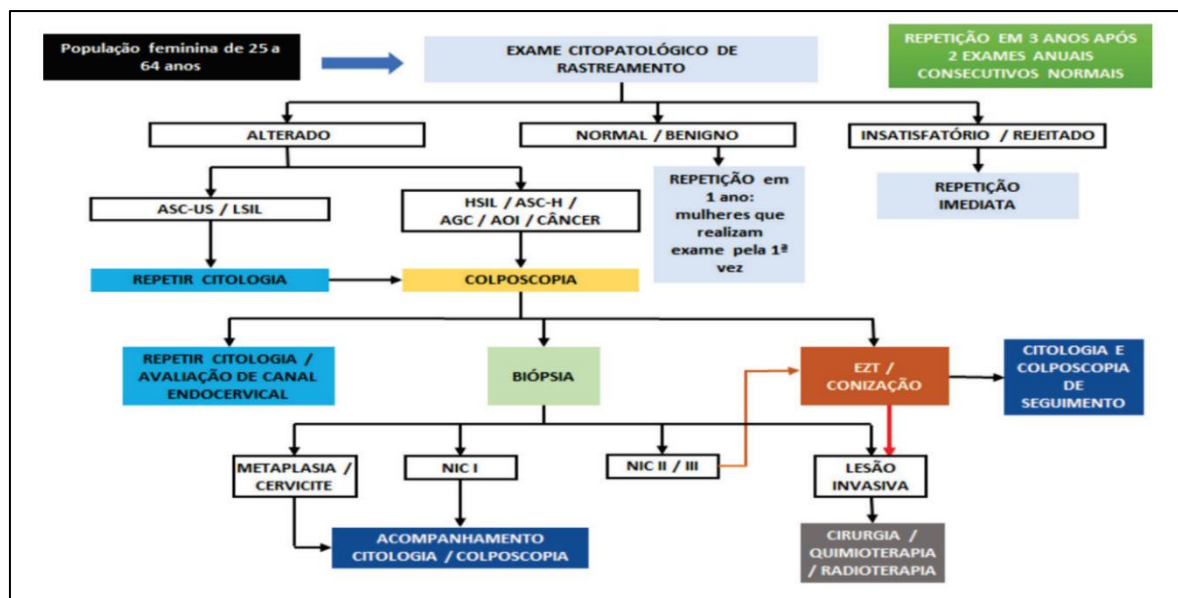 População feminina de 25 a
64 anos
EXAME CITOPATOLÓGICO DE
RASTREAMENTO
REPETIÇÃO EM 3 ANOS APÓS
2 EXAMES ANUAIS
CONSECUTIVOS NORMAIS
ALTERADO
NORMAL / BENIGNO
INSATISFATÓRIO / REJEITADO
ASC-US / LSIL
HSIL / ASC-H /
AGC / AOI / CÂNCER
REPETIÇÃO em
1 ano:
mulheres que
realizam
exame pela 1ª
vez
REPETIÇÃO
IMEDIATA
REPETIR CITOLOGIA
COLPOSCOPIA
REPETIR CITOLOGIA /
AVALIAÇÃO DE CANAL
ENDOCERVICAL
BIÓPSIA
EZT /
CONIZAÇÃO
CITOLOGIA E
COLPOSCOPIA
DE
SEGUIMENTO
METAPLASIA /
CERVICITE
NIC I
NIC II / III
LESÃO
INVASIVA
ACOMPANHAMENTO
CITOLOGIA / COLPOSCOPIA
CIRURGIA /
QUIMIOTERAPIA
/ RADIOTERAPIA